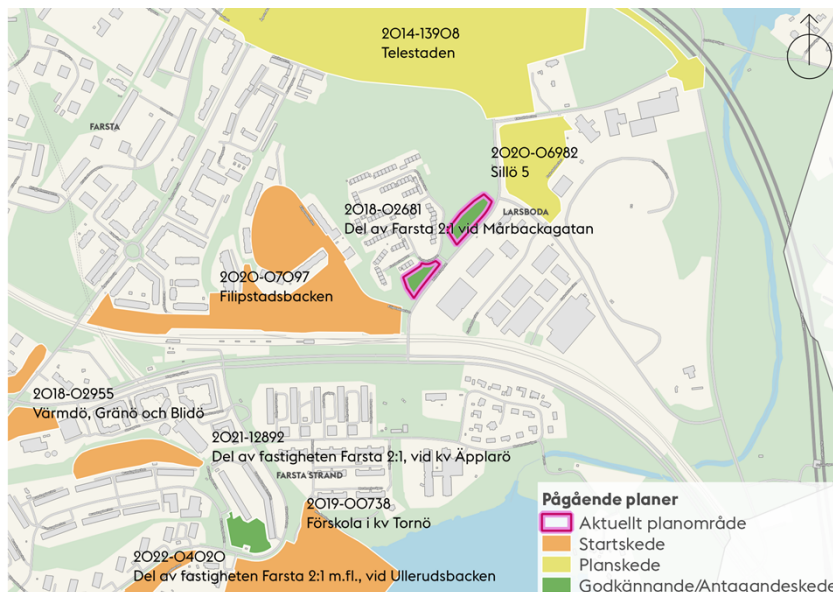 2014-13908
Telestaden
FARSTA
2020-06982
Sillö 5
2018-02681
Del av Farsta 2:1 vid Mårbackagatan
LARSBODA
2020-07097
Filipstadsbacken
2018-02955
Värmdö, Gränö och Blidö
2021-12892
Del av fastigheten Farsta 2:1, vid kv Äpplarö
FARSTA STRAND
2019-00738
Förskola i kv Tornö
2022-04020
Del av fastigheten Farsta 2:1 m.fl., vid Ullerudsbacken
Pågående planer
Aktuellt planområde
Startskede
Planskede
Godkännande/Antagandeskede